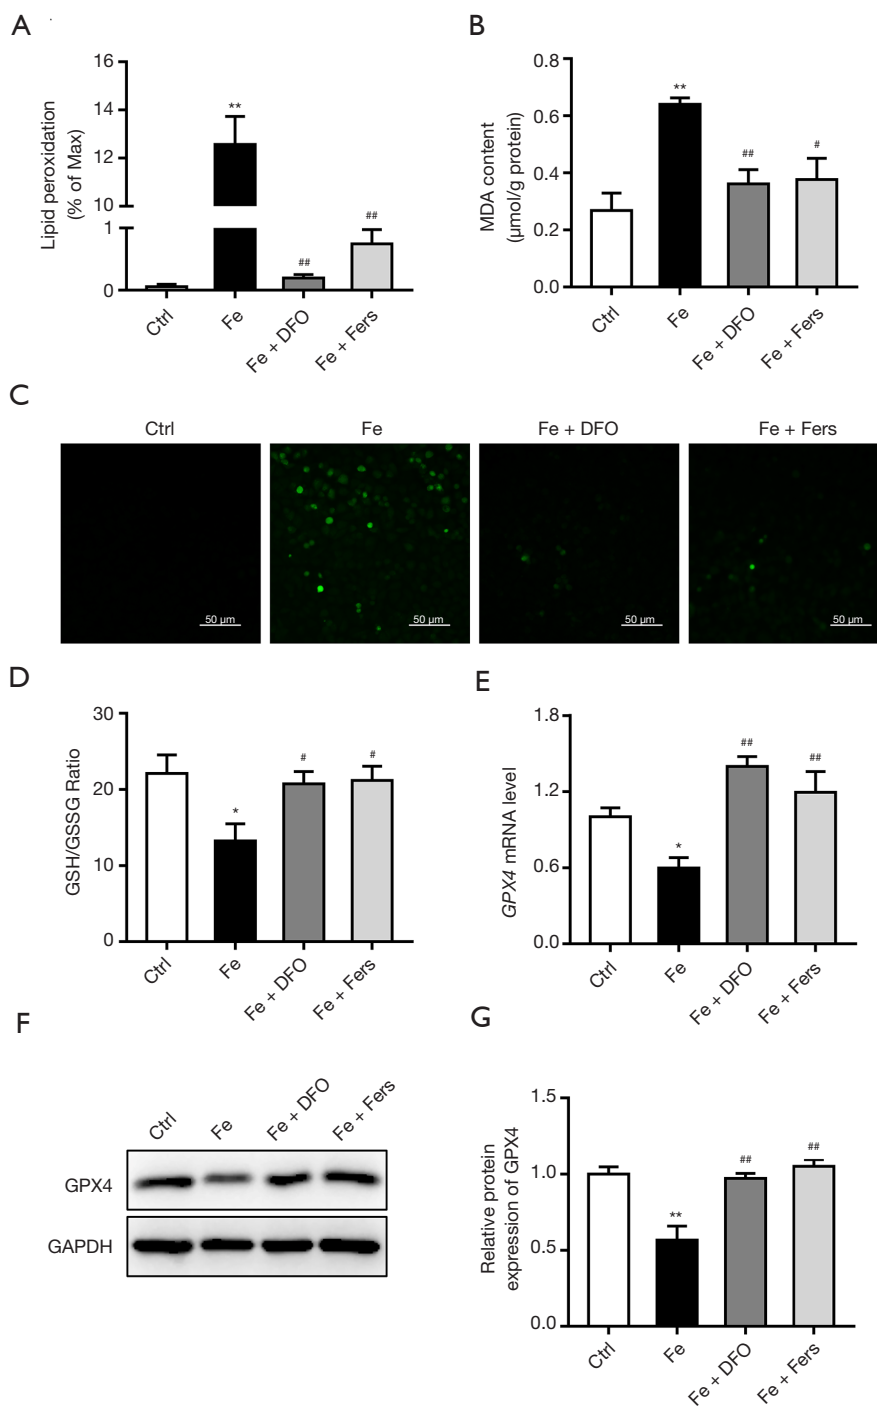 A
Lipid peroxidation
(% of Max)
16
14
12
10
1
0
**
##
##
Ctrl
Fe
Fe + DFO
Fe + Fers
B
MDA content
(μmol/g protein)
0.8
0.6
0.4
0.2
0.0
**
##
#
Ctrl
Fe
Fe + DFO
Fe + Fers
C
Ctrl
Fe
Fe + DFO
Fe + Fers
50 μm
50 μm
50 μm
50 μm
D
GSH/GSSG Ratio
30
20
10
0
*
#
#
Ctrl
Fe
Fe + DFO
Fe + Fers
E
GPX4 mRNA level
1.8
1.2
0.6
0.0
*
##
##
Ctrl
Fe
Fe + DFO
Fe + Fers
F
Ctrl
Fe
Fe + DFO
Fe + Fers
GPX4
GAPDH
G
Relative protein
expression of GPX4
1.5
1.0
0.5
0.0
**
##
##
Ctrl
Fe
Fe + DFO
Fe + Fers